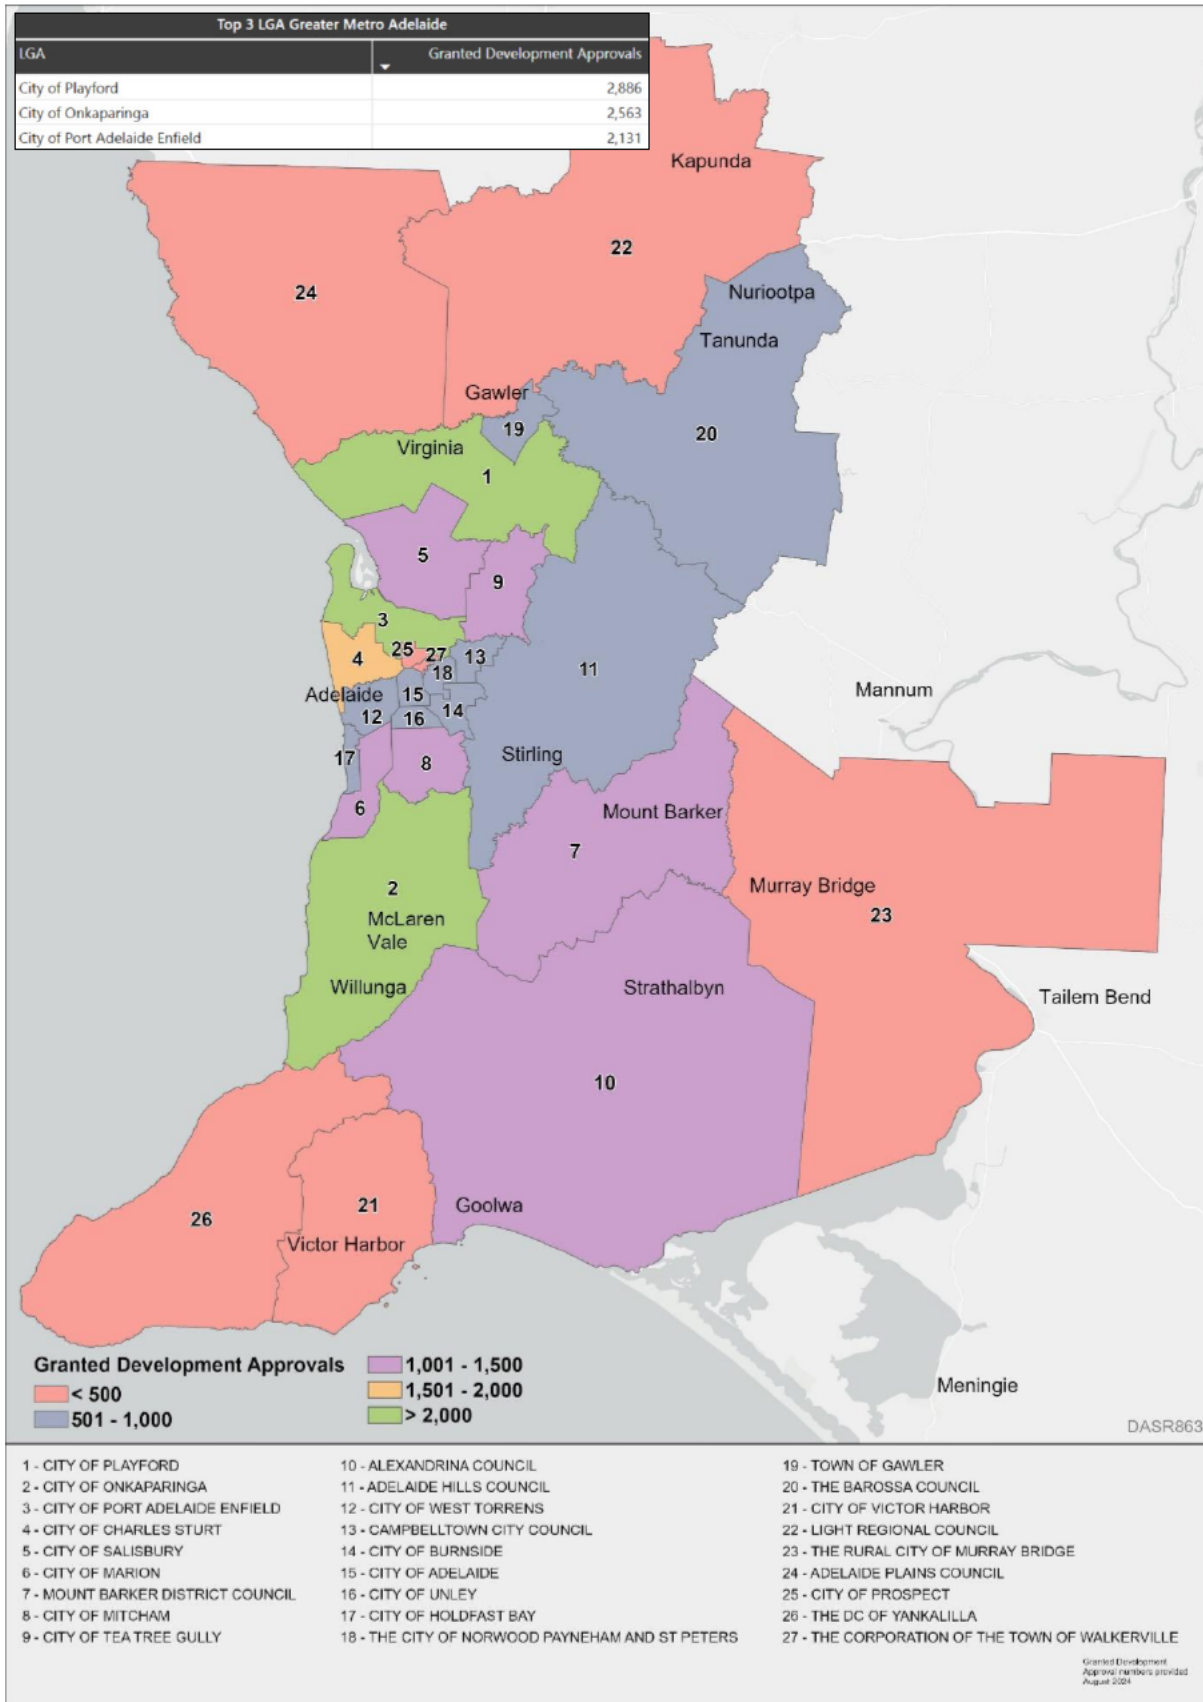 Top 3 LGA Greater Metro Adelaide
LGA Granted Development Approvals
City of Playford 2,886
City of Onkaparinga 2,563
City of Port Adelaide Enfield 2,131
Kapunda
22
24
Nuriootpa
Tanunda
Gawler
19
20
Virginia
1
5
9
3
25
27
13
4
18
11
Adelaide
15
Mannum
12
16
14
17
8
Stirling
6
Mount Barker
7
2
Murray Bridge
23
McLaren
Vale
Willunga
Strathalbyn
Tailem Bend
10
26
21
Goolwa
Victor Harbor
Meningie
DASR863
Granted Development Approvals
< 500
501 - 1,000
1,001 - 1,500
1,501 - 2,000
> 2,000
1 - CITY OF PLAYFORD
2 - CITY OF ONKAPARINGA
3 - CITY OF PORT ADELAIDE ENFIELD
4 - CITY OF CHARLES STURT
5 - CITY OF SALISBURY
6 - CITY OF MARION
7 - MOUNT BARKER DISTRICT COUNCIL
8 - CITY OF MITCHAM
9 - CITY OF TEA TREE GULLY
10 - ALEXANDRINA COUNCIL
11 - ADELAIDE HILLS COUNCIL
12 - CITY OF WEST TORRENS
13 - CAMPBELLTOWN CITY COUNCIL
14 - CITY OF BURNSIDE
15 - CITY OF ADELAIDE
16 - CITY OF UNLEY
17 - CITY OF HOLDFAST BAY
18 - THE CITY OF NORWOOD PAYNEHAM AND ST PETERS
19 - TOWN OF GAWLER
20 - THE BAROSSA COUNCIL
21 - CITY OF VICTOR HARBOR
22 - LIGHT REGIONAL COUNCIL
23 - THE RURAL CITY OF MURRAY BRIDGE
24 - ADELAIDE PLAINS COUNCIL
25 - CITY OF PROSPECT
26 - THE DC OF YANKALILLA
27 - THE CORPORATION OF THE TOWN OF WALKERVILLE
Granted Development
Approval numbers provided
August 2024